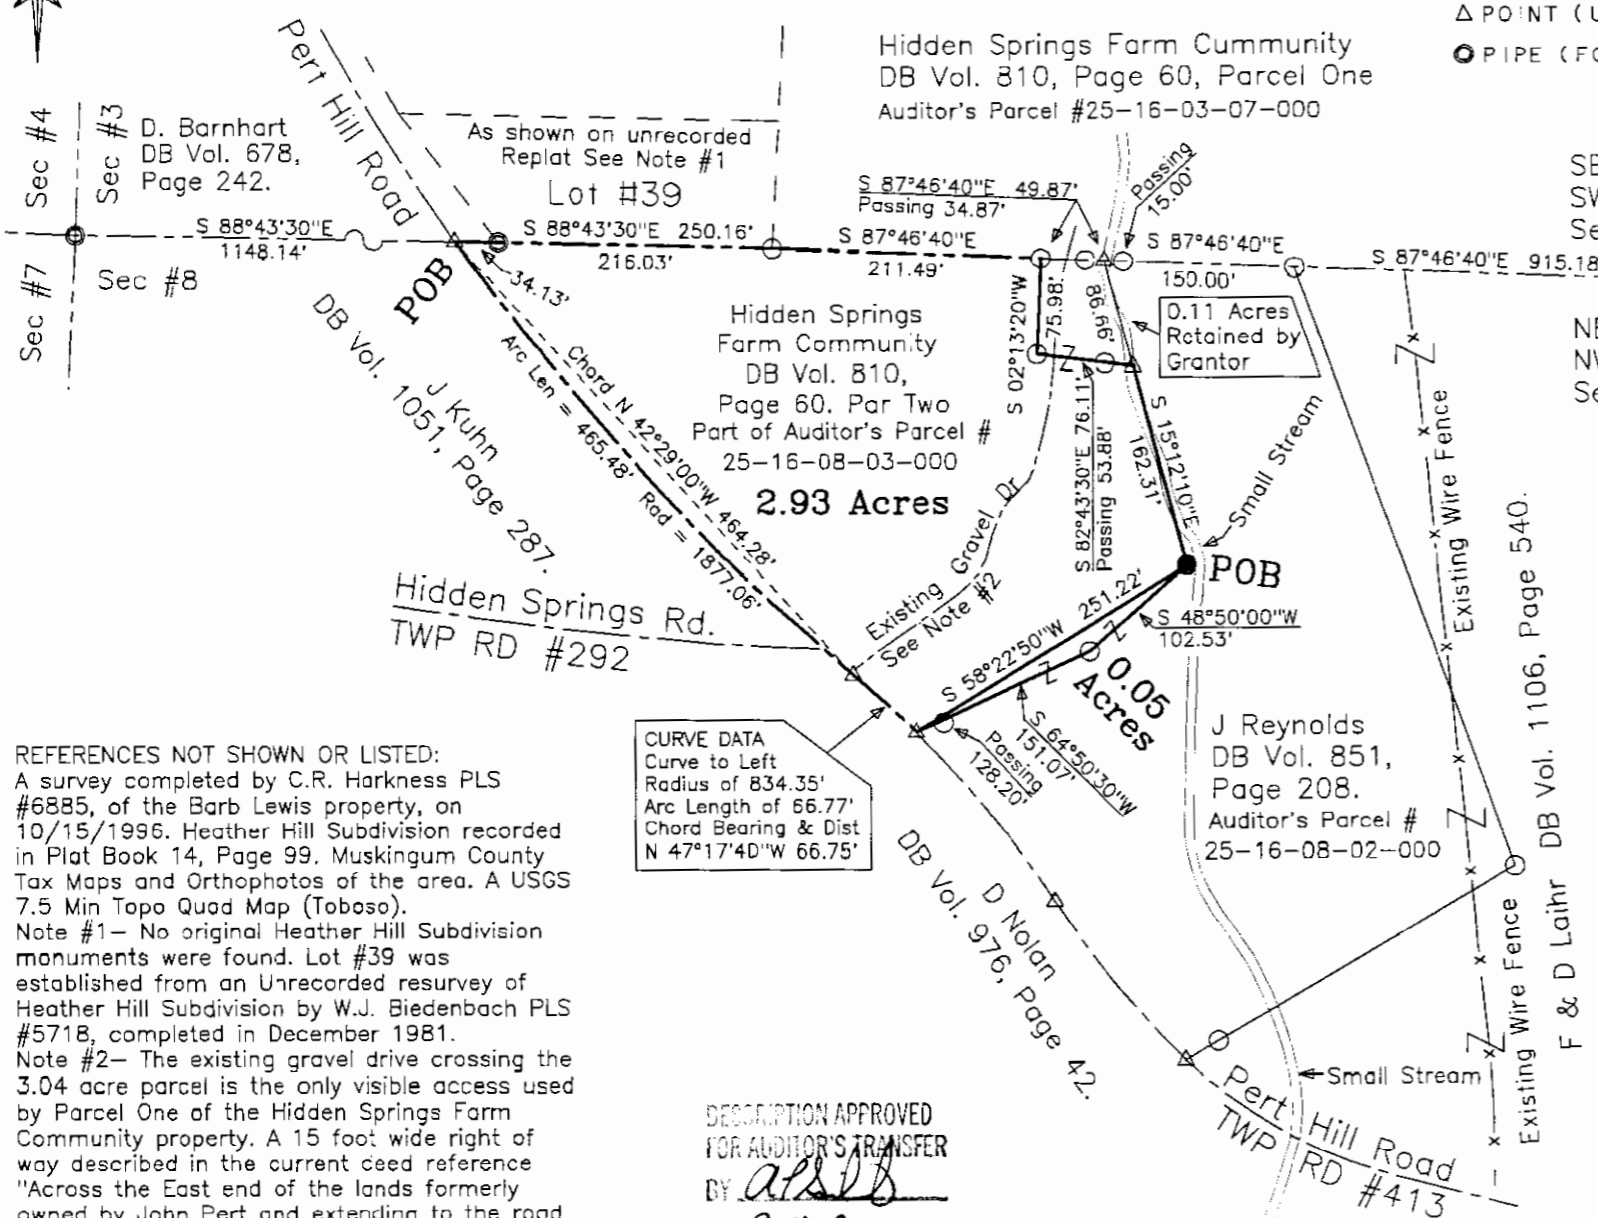 △ POINT (
◎ PIPE (FO
Hidden Springs Farm Cummunity
DB Vol. 810, Page 60, Parcel One
Auditor's Parcel #25-16-03-07-000
Pert Hill Road
Sec #4
Sec #3
D. Barnhart
DB Vol. 678,
Page 242.
As shown on unrecorded
Replat See Note #1
Lot #39
S 87°46'40"E 49.87'
Passing 34.87'
Passing
15.00'
S 88°43'30"E
1148.14'
S 88°43'30"E 250.16'
216.03'
S 87°46'40"E
211.49'
S 87°46'40"E
150.00'
S 87°46'40"E 915.18
Sec #7
Sec #8
POB
34.13'
S 02°13'20"W
75.98'
86.66'
0.11 Acres
Retained by
Grantor
Hidden Springs
Farm Community
DB Vol. 810,
Page 60. Par Two
Part of Auditor's Parcel #
25-16-08-03-000
2.93 Acres
Arc Len = 465.48' Rad = 1877.06'
Chord N 42°29'00"W 464.28'
J Kuhn
DB Vol. 1051, Page 287.
S 82°43'30"E 76.11'
Passing 53.88'
S 15°12'10"E
162.31'
Small Stream
Existing Wire Fence
POB
Hidden Springs Rd.
TWP RD #292
Existing Gravel Dr
See Note #2
S 58°22'50"W 251.22'
S 48°50'00"W
102.53'
0.05
Acres
S 64°50'30"W
151.07'
Passing
128.20'
CURVE DATA
Curve to Left
Radius of 834.35'
Arc Length of 66.77'
Chord Bearing & Dist
N 47°17'40"W 66.75'
J Reynolds
DB Vol. 851,
Page 208.
Auditor's Parcel #
25-16-08-02-000
F & D Laihr DB Vol. 1106, Page 540.
Existing Wire Fence
D Nolan
DB Vol. 976, Page 42.
Small Stream
Pert Hill Road
TWP RD #413
REFERENCES NOT SHOWN OR LISTED:
A survey completed by C.R. Harkness PLS
#6885, of the Barb Lewis property, on
10/15/1996. Heather Hill Subdivision recorded
in Plat Book 14, Page 99. Muskingum County
Tax Maps and Orthophotos of the area. A USGS
7.5 Min Topo Quad Map (Toboso).
Note #1- No original Heather Hill Subdivision
monuments were found. Lot #39 was
established from an Unrecorded resurvey of
Heather Hill Subdivision by W.J. Biedenbach PLS
#5718, completed in December 1981.
Note #2- The existing gravel drive crossing the
3.04 acre parcel is the only visible access used
by Parcel One of the Hidden Springs Farm
Community property. A 15 foot wide right of
way described in the current deed reference
"Across the East end of the lands formerly
owned by John Pert and extending to the road
DESCRIPTION APPROVED
FOR AUDITOR'S TRANSFER
BY